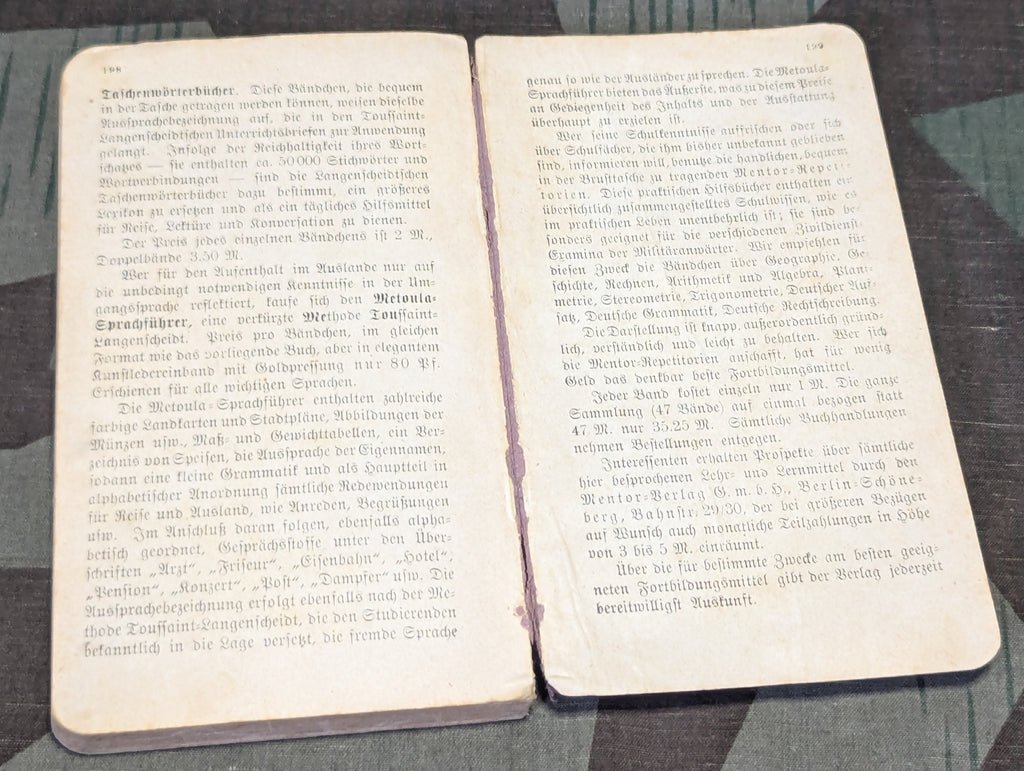 198
Taschenwörterbücher. Diese Bändchen, die bequem
in der Tasche getragen werden können, weisen dieselbe
Aussprachebezeichnung auf, die in den Toussaint-
Langenscheidtschen Unterrichtsbriefen zur Anwendung
gelangt. Infolge der Reichhaltigkeit ihres Wort-
schatzes — sie enthalten ca. 50000 Stichwörter und
Wortverbindungen — sind die Langenscheidtschen
Taschenwörterbücher dazu bestimmt, ein größeres
Lexikon zu ersetzen und als ein tägliches Hilfsmittel
für Reise, Lektüre und Konversation zu dienen.
Der Preis jedes einzelnen Bändchens ist 2 M.,
Doppelbände 3.50 M.
Wer für den Aufenthalt im Auslande nur auf
die unbedingt notwendigen Kenntnisse in der Um-
gangssprache reflektiert, kaufe sich den Metoula-
Sprachführer, eine verkürzte Methode Toussaint-
Langenscheidt. Preis pro Bändchen, im gleichen
Format wie das vorliegende Buch, aber in elegantem
Kunstledereinband mit Goldpressung nur 80 Pf.
Erschienen für alle wichtigen Sprachen.
Die Metoula-Sprachführer enthalten zahlreiche
farbige Landkarten und Stadtpläne, Abbildungen der
Münzen usw., Maß- und Gewichttabellen, ein Ver-
zeichnis von Speisen, die Aussprache der Eigennamen,
sodann eine kleine Grammatik und als Hauptteil in
alphabetischer Anordnung sämtliche Redewendungen
für Reise und Ausland, wie Anreden, Begrüßungen
usw. Im Anschluß daran folgen, ebenfalls alpha-
betisch geordnet, Gesprächsstoffe unter den Über-
schriften „Arzt", „Friseur", „Eisenbahn", „Hotel",
„Pension", „Konzert", „Post", „Dampfer" usw. Die
Aussprachebezeichnung erfolgt ebenfalls nach der Me-
thode Toussaint-Langenscheidt, die den Studierenden
bekanntlich in die Lage versetzt, die fremde Sprache
199
genau so wie der Ausländer zu sprechen. Die Metoula-
Sprachführer bieten das Äußerste, was zu diesem Preise
an Gediegenheit des Inhalts und der Ausstattung
überhaupt zu erzielen ist.
Wer seine Schulkenntnisse auffrischen oder sich
über Schulfächer, die ihm bisher unbekannt geblieben
sind, informieren will, benutze die handlichen, bequem
in der Brusttasche zu tragenden Mentor-Repeti-
torien. Diese praktischen Hilfsbücher enthalten ein
übersichtlich zusammengestelltes Schulwissen, wie es
im praktischen Leben unentbehrlich ist; sie sind be-
sonders geeignet für die verschiedenen Zivildienst-
Examina der Militäranwärter. Wir empfehlen für
diesen Zweck die Bändchen über Geographie, Ge-
schichte, Rechnen, Arithmetik und Algebra, Plani-
metrie, Stereometrie, Trigonometrie, Deutscher Auf-
satz, Deutsche Grammatik, Deutsche Rechtschreibung.
Die Darstellung ist knapp, außerordentlich gründ-
lich, verständlich und leicht zu behalten. Wer sich
die Mentor-Repetitorien anschafft, hat für wenig
Geld das denkbar beste Fortbildungsmittel.
Jeder Band kostet einzeln nur 1 M. Die ganze
Sammlung (47 Bände) auf einmal bezogen statt
47 M. nur 35.25 M. Sämtliche Buchhandlungen
nehmen Bestellungen entgegen.
Interessenten erhalten Prospekte über sämtliche
hier besprochenen Lehr- und Lernmittel durch den
Mentor-Verlag G. m. b. H., Berlin-Schöne-
berg, Bahnstr. 29/30, der bei größeren Bezügen
auf Wunsch auch monatliche Teilzahlungen in Höhe
von 3 bis 5 M. einräumt.
Über die für bestimmte Zwecke am besten geeig-
neten Fortbildungsmittel gibt der Verlag jederzeit
bereitwilligst Auskunft.